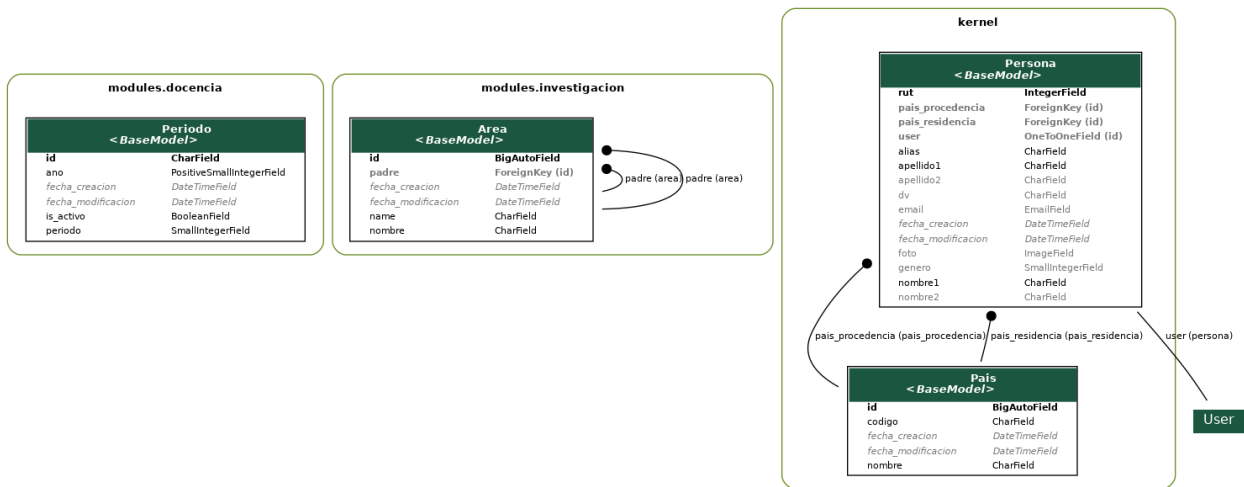 modules.docencia
Periodo
<BaseModel>
id CharField
ano PositiveSmallIntegerField
fecha_creacion DateTimeField
fecha_modificacion DateTimeField
is_activo BooleanField
periodo SmallIntegerField
modules.investigacion
Area
<BaseModel>
id BigAutoField
padre ForeignKey (id)
fecha_creacion DateTimeField
fecha_modificacion DateTimeField
name CharField
nombre CharField
padre (area) padre (area)
kernel
Persona
<BaseModel>
rut IntegerField
pais_procedencia ForeignKey (id)
pais_residencia ForeignKey (id)
user OneToOneField (id)
alias CharField
apellido1 CharField
apellido2 CharField
dv CharField
email EmailField
fecha_creacion DateTimeField
fecha_modificacion DateTimeField
foto ImageField
genero SmallIntegerField
nombre1 CharField
nombre2 CharField
pais_procedencia (pais_procedencia) pais_residencia (pais_residencia) user (persona)
Pais
<BaseModel>
id BigAutoField
codigo CharField
fecha_creacion DateTimeField
fecha_modificacion DateTimeField
nombre CharField
User